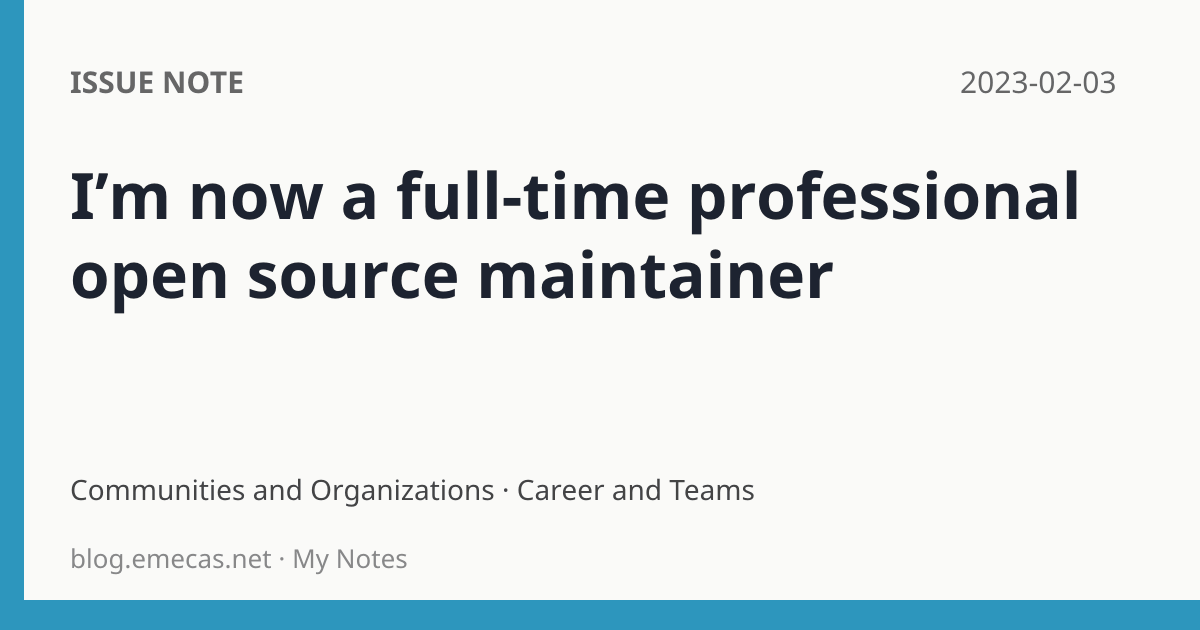 ISSUE NOTE
2023-02-03
I’m now a full-time professional
open source maintainer
Communities and Organizations · Career and Teams
blog.emecas.net · My Notes